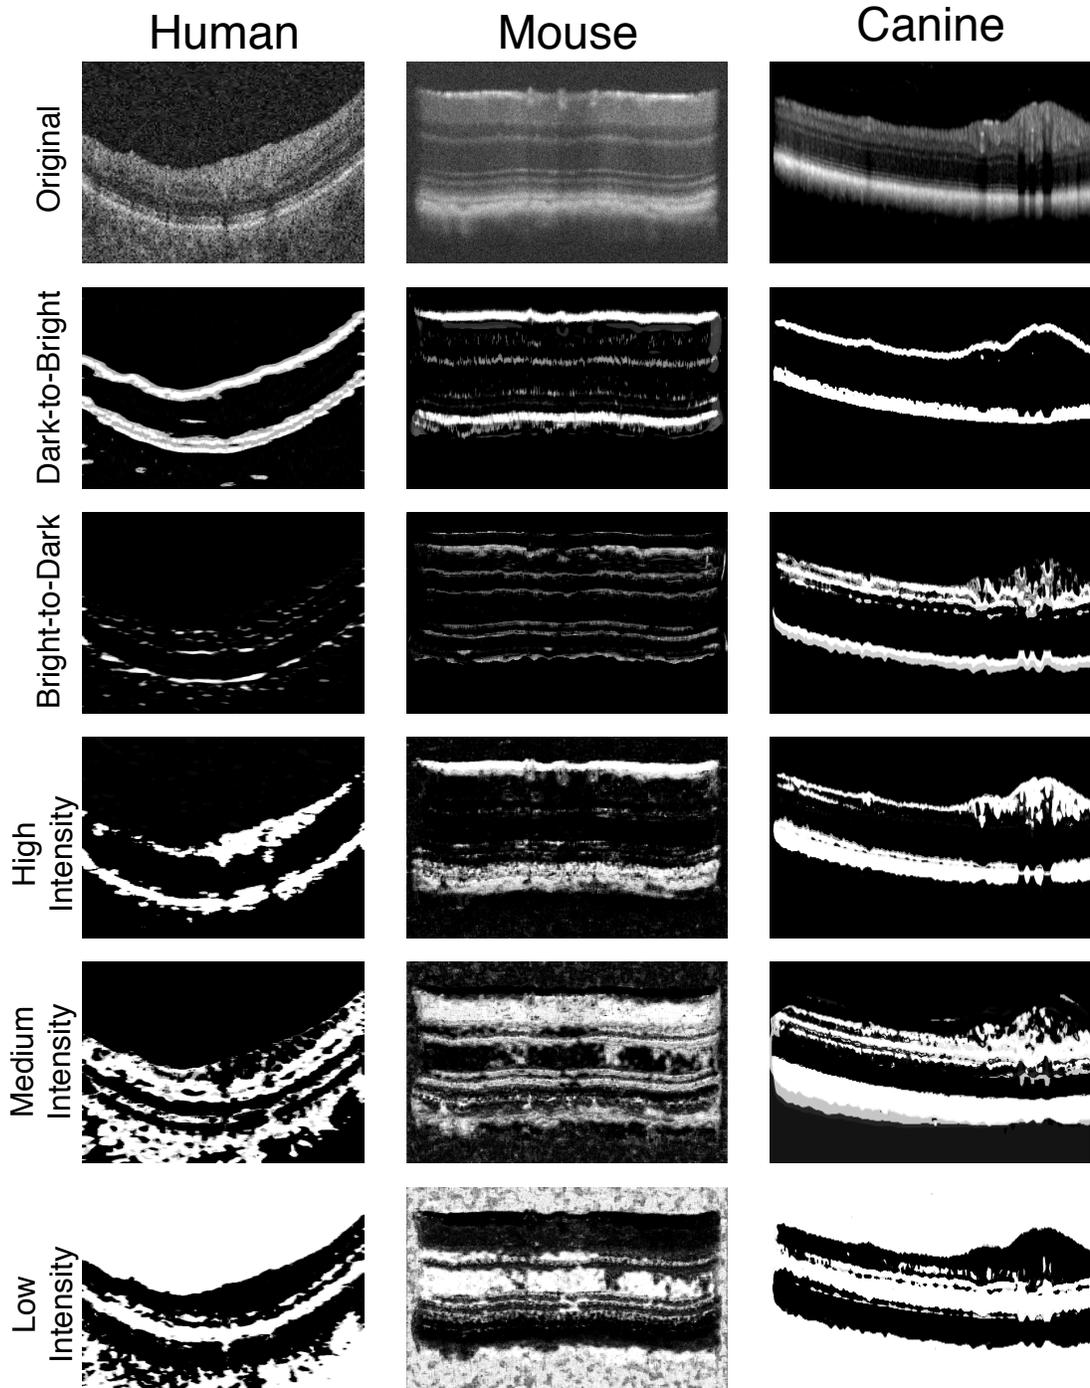 Human
Mouse
Canine
Original
Dark-to-Bright
Bright-to-Dark
High
Intensity
Medium
Intensity
Low
Intensity